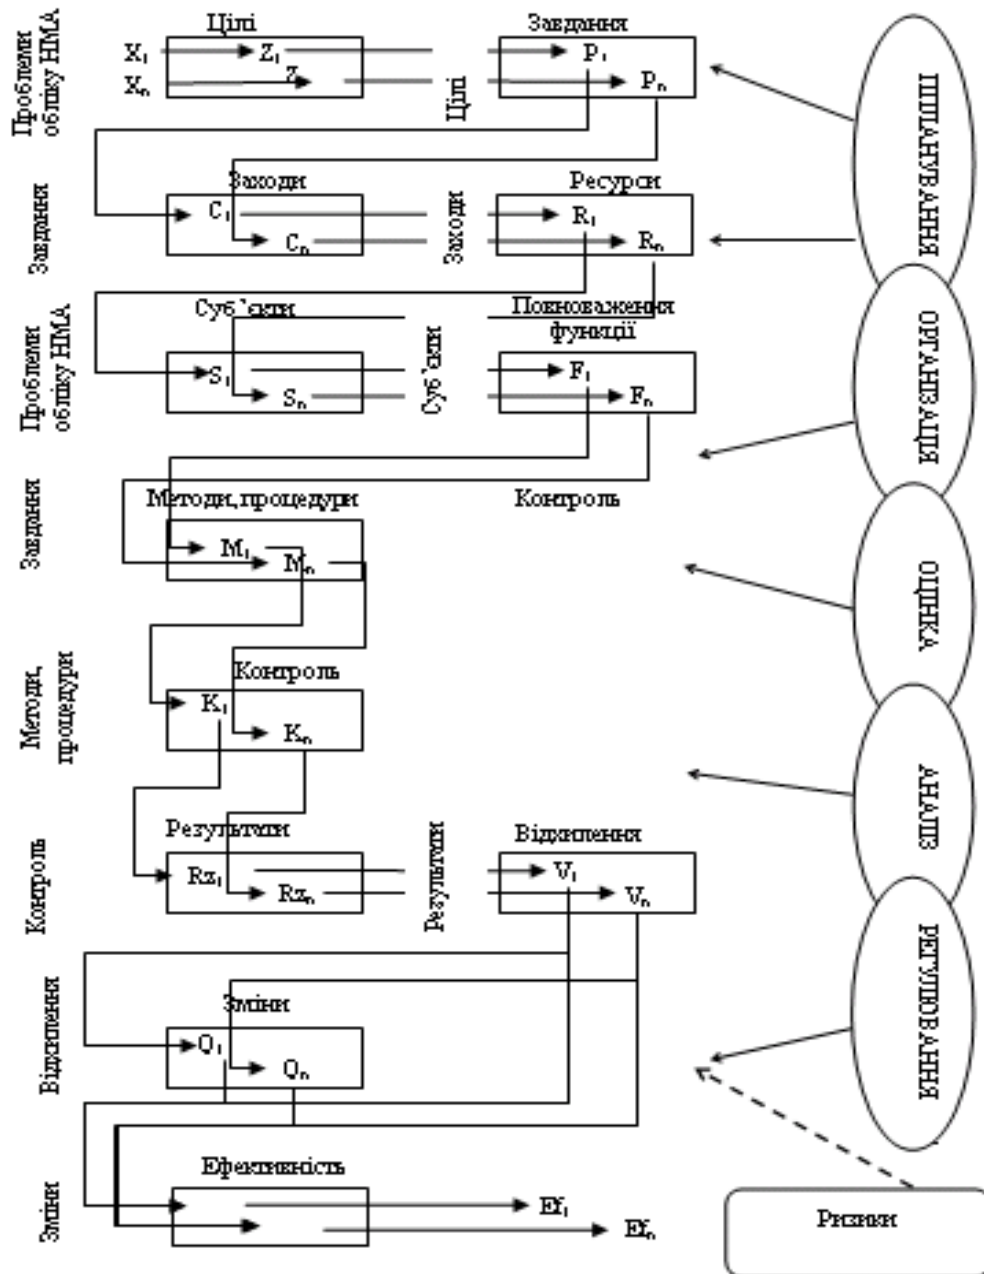 Цілі
Завдання
Проблеми
обліку НМА
X₁
Z₁
P₁
Xₙ
Z
Pₙ
Цілі
ПШАНУВАННЯ
Заходи
Ресурси
Завдання
C₁
R₁
Cₙ
Rₙ
Заходи
Суб`єкти
Повноваження
функції
Проблеми
обліку НМА
S₁
F₁
Sₙ
Fₙ
Суб`єкти
ОРГАНІЗАЦІЯ
Методи, процедури
Контроль
Завдання
M₁
Mₙ
ОЦІНКА
Контроль
Методи,
процедури
K₁
Kₙ
АНАЛІЗ
Результати
Відхилення
Контроль
Rz₁
V₁
Rzₙ
Vₙ
Результати
РЕГУЛЮВАННЯ
Зміни
Відхилення
Q₁
Qₙ
Ефективність
Зміни
Ef₁
Efₙ
Ризики